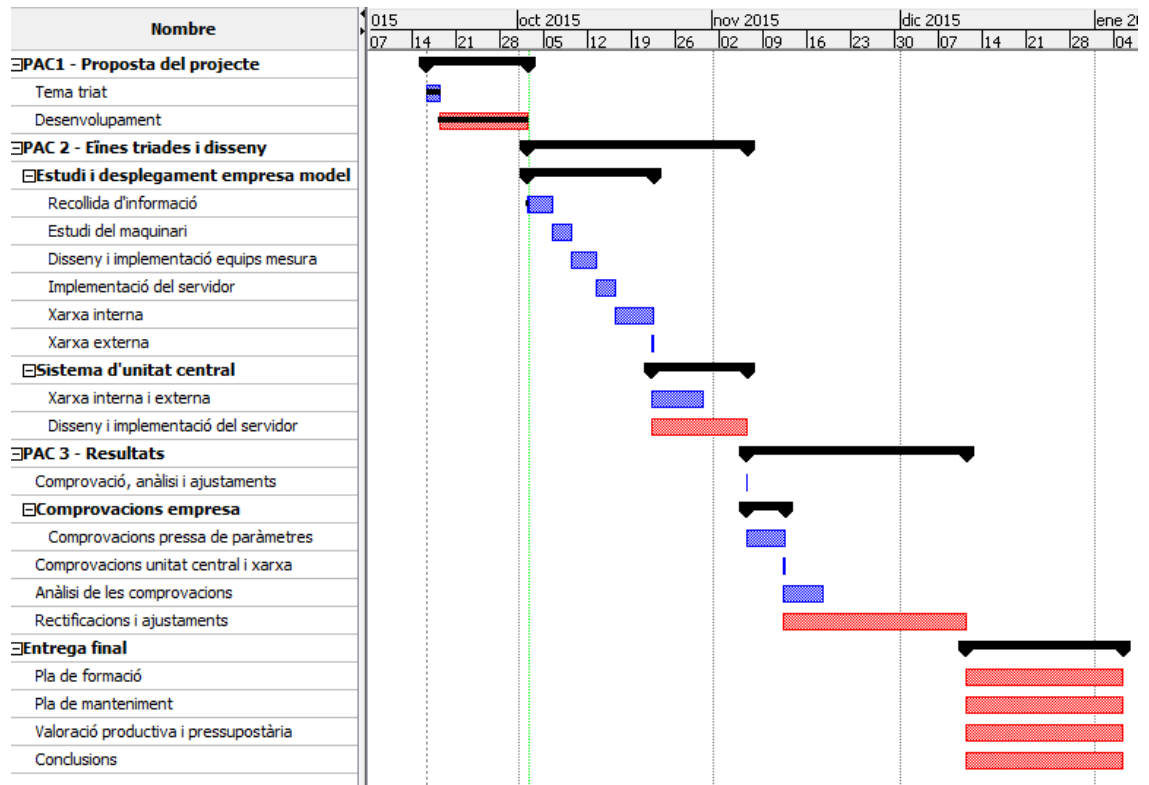 Nombre
015 oct 2015 nov 2015 dic 2015 ene 2
07 14 21 28 05 12 19 26 02 09 16 23 30 07 14 21 28 04
PAC1 - Proposta del projecte
Tema triat
Desenvolupament
PAC 2 - Eïnes triades i disseny
Estudi i desplegament empresa model
Recollida d'informació
Estudi del maquinari
Disseny i implementació equips mesura
Implementació del servidor
Xarxa interna
Xarxa externa
Sistema d'unitat central
Xarxa interna i externa
Disseny i implementació del servidor
PAC 3 - Resultats
Comprovació, anàlisi i ajustaments
Comprovacions empresa
Comprovacions pressa de paràmetres
Comprovacions unitat central i xarxa
Anàlisi de les comprovacions
Rectificacions i ajustaments
Entrega final
Pla de formació
Pla de manteniment
Valoració productiva i pressupostària
Conclusions